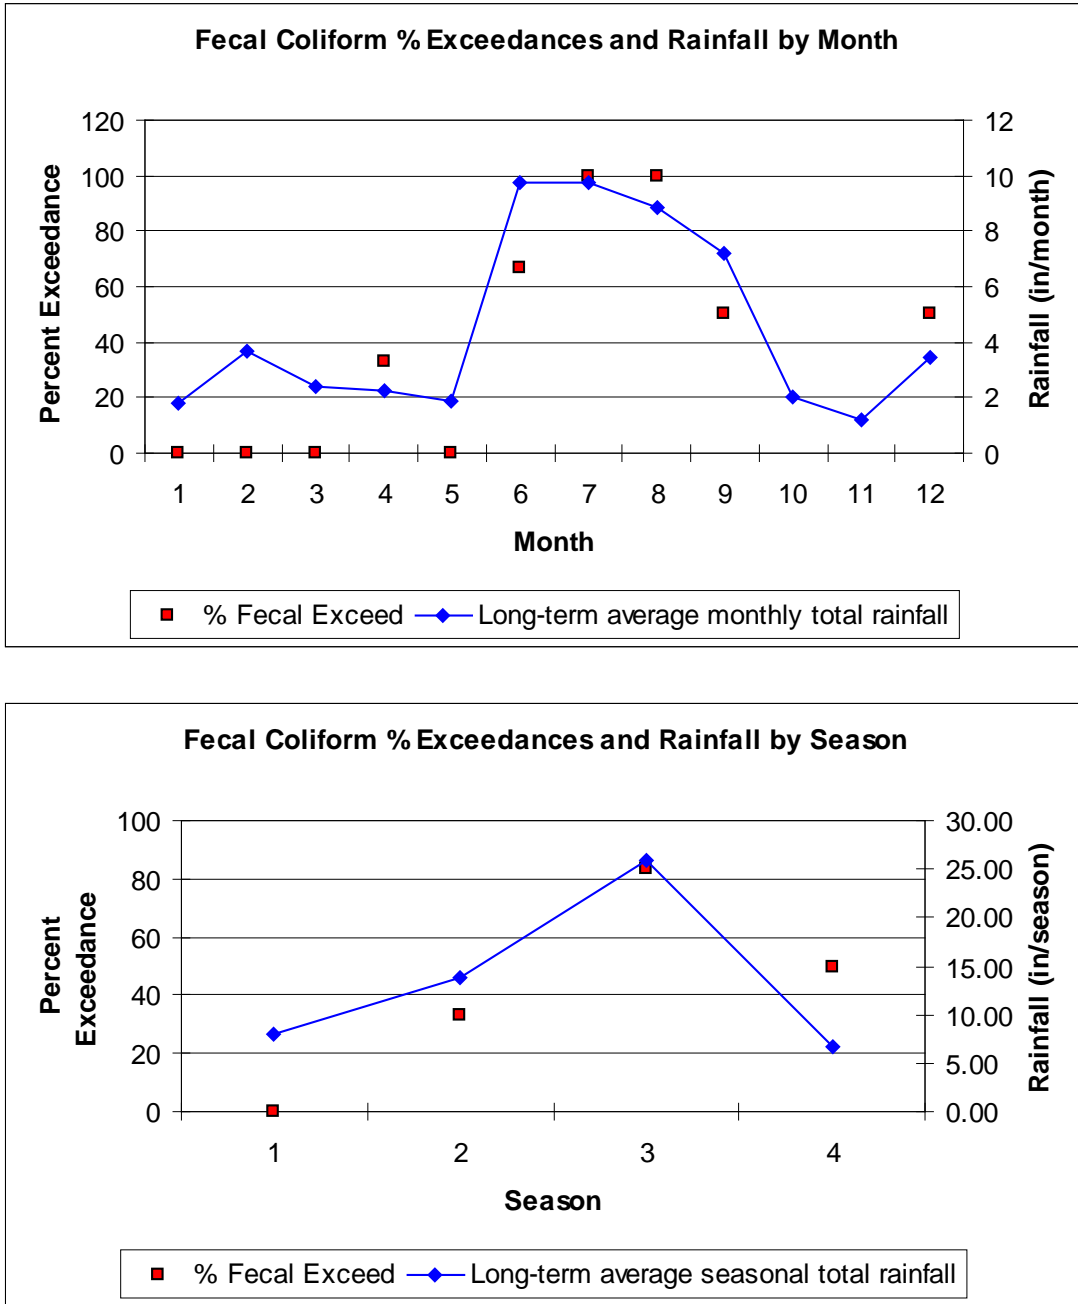 Fecal Coliform % Exceedances and Rainfall by Month
120
100
80
60
40
20
0
Percent Exceedance
12
10
8
6
4
2
0
Rainfall (in/month)
1 2 3 4 5 6 7 8 9 10 11 12
Month
% Fecal Exceed Long-term average monthly total rainfall
Fecal Coliform % Exceedances and Rainfall by Season
100
80
60
40
20
0
Percent
Exceedance
30.00
25.00
20.00
15.00
10.00
5.00
0.00
Rainfall (in/season)
1 2 3 4
Season
% Fecal Exceed Long-term average seasonal total rainfall